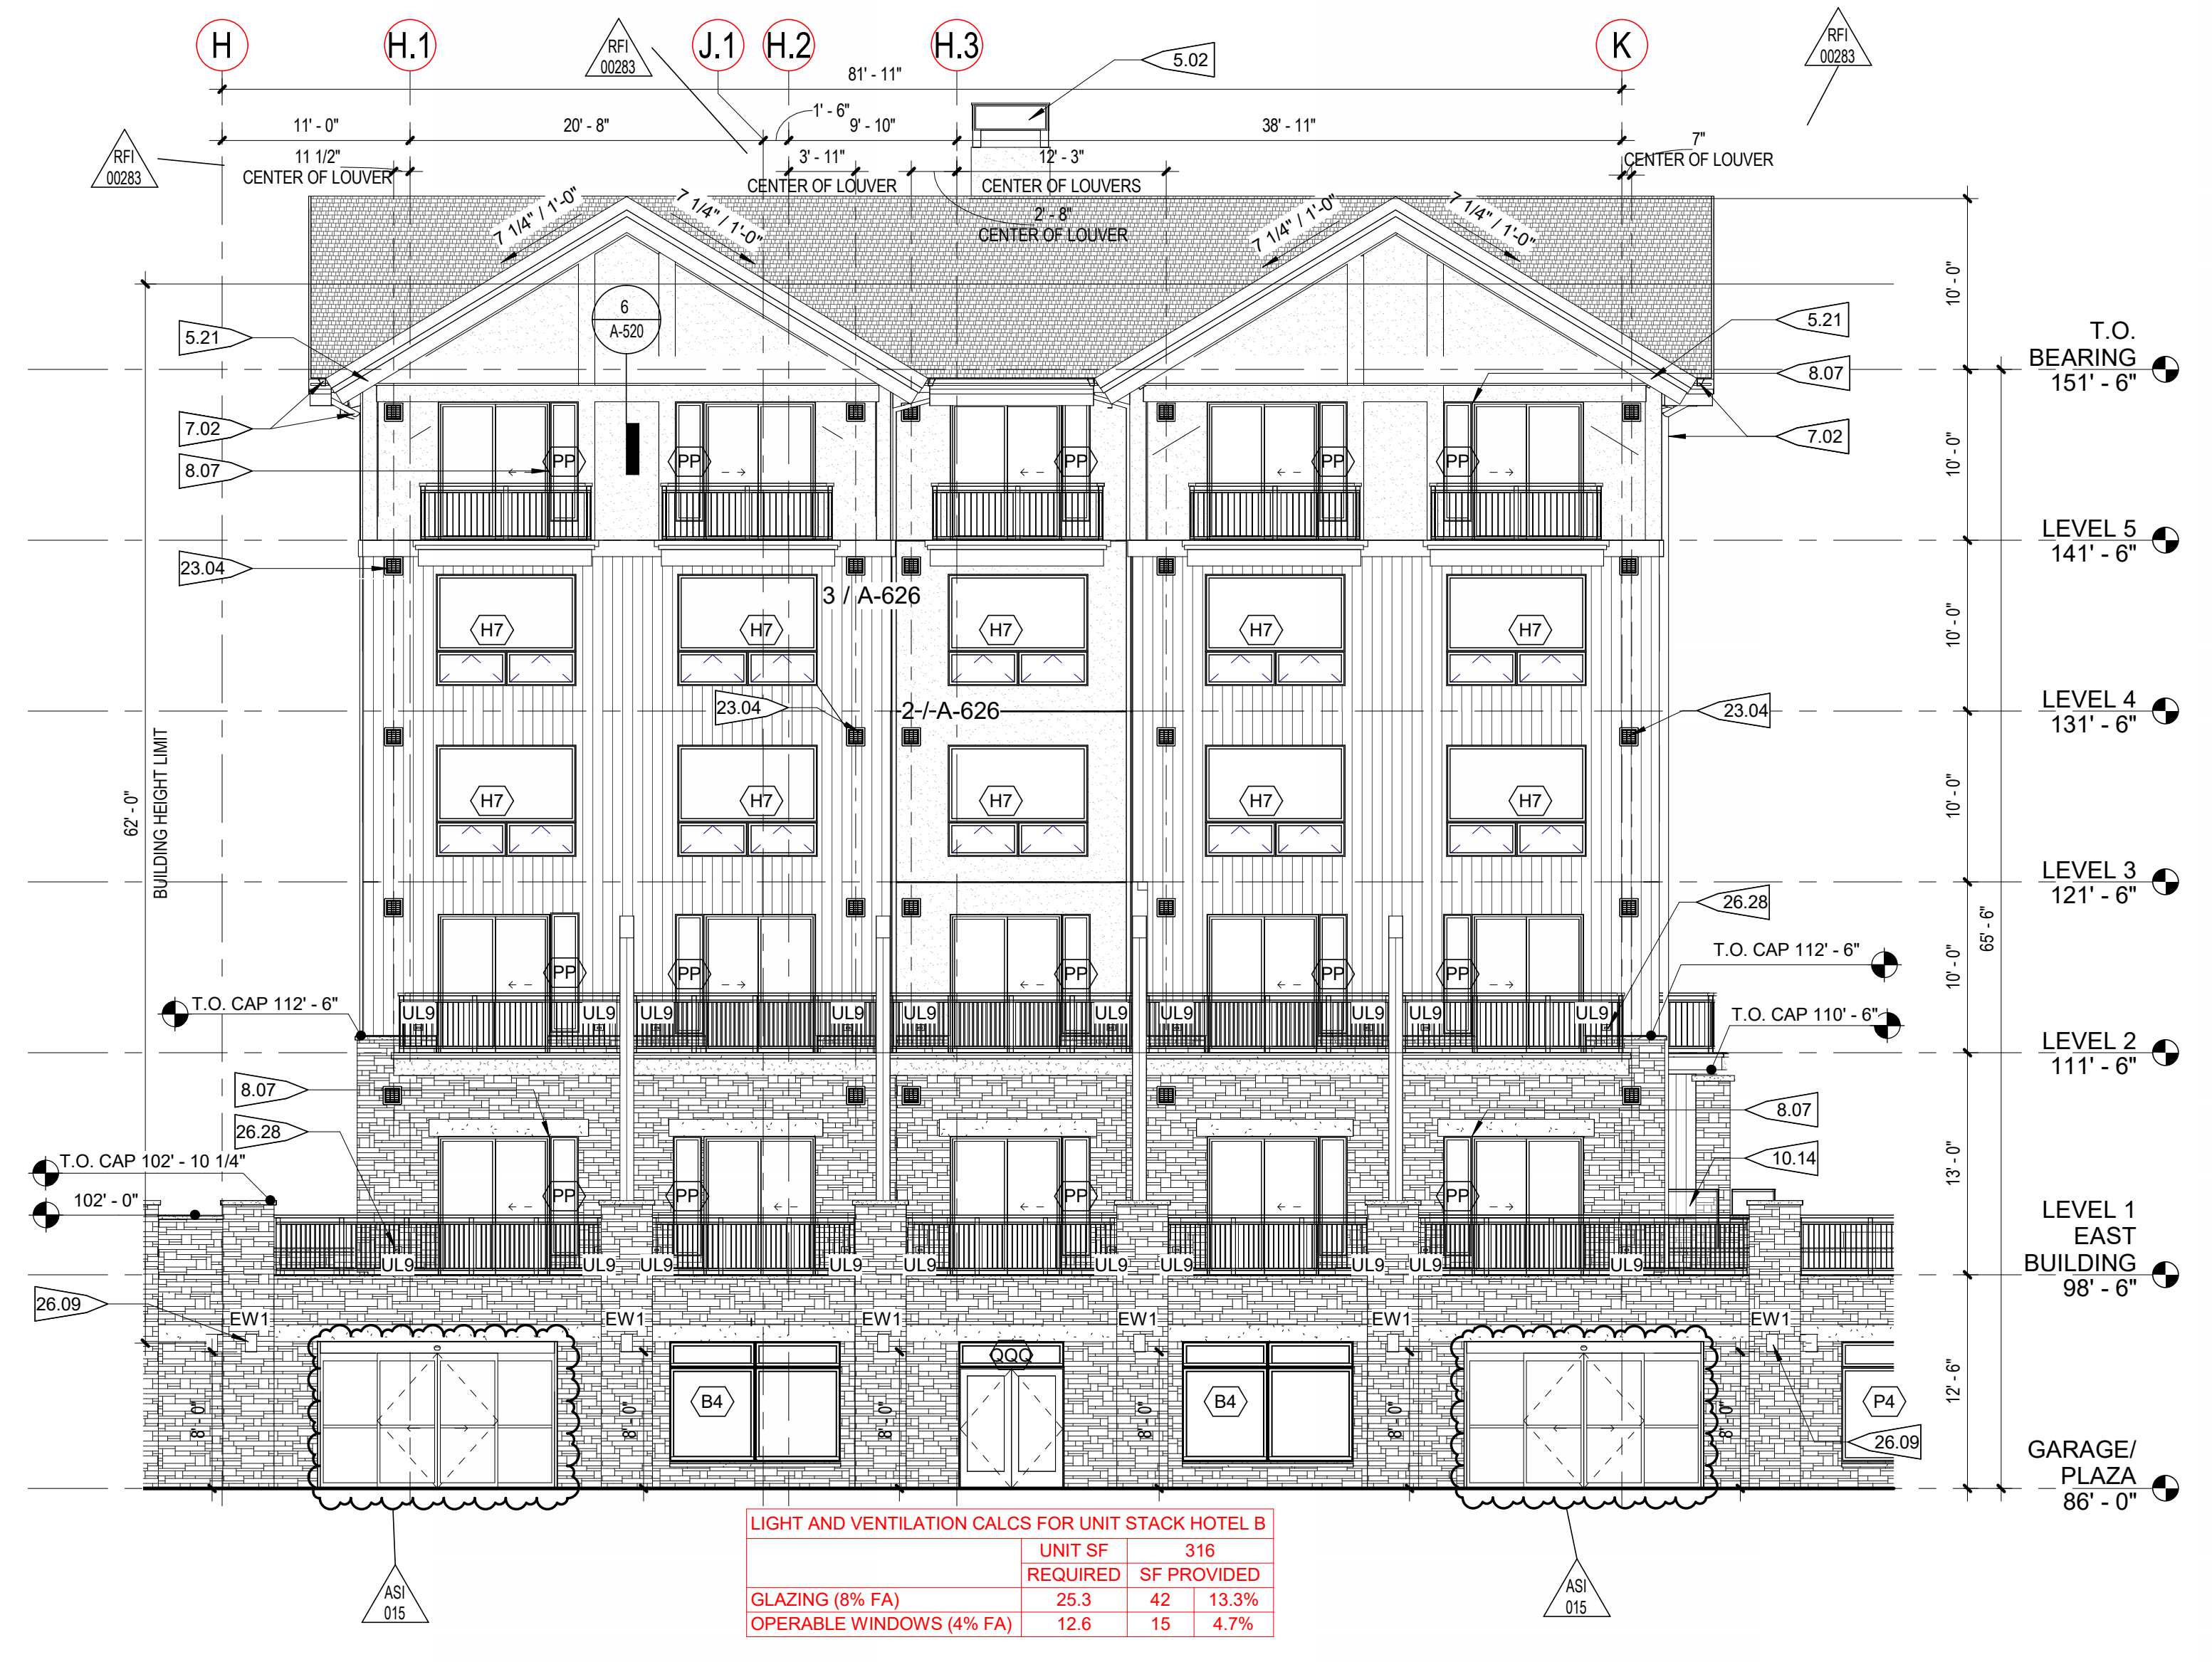 H
H.1
J.1
H.2
H.3
K
RFI
00283
RFI
00283
RFI
00283
5.02
81' - 11"
11' - 0"
20' - 8"
1' - 6"
9' - 10"
38' - 11"
7"
CENTER OF LOUVER
11 1/2"
CENTER OF LOUVER
3' - 11"
CENTER OF LOUVER
12' - 3"
CENTER OF LOUVERS
2' - 8"
CENTER OF LOUVER
7 1/4" / 1'-0"
7 1/4" / 1'-0"
7 1/4" / 1'-0"
7 1/4" / 1'-0"
6
A-520
5.21
7.02
8.07
5.21
8.07
7.02
10' - 0"
T.O.
BEARING
151' - 6"
PP
PP
PP
PP
PP
10' - 0"
LEVEL 5
141' - 6"
23.04
3 / A-626
H7
H7
H7
H7
H7
10' - 0"
23.04
2 / A-626
23.04
LEVEL 4
131' - 6"
62' - 0"
BUILDING HEIGHT LIMIT
H7
H7
H7
H7
H7
10' - 0"
LEVEL 3
121' - 6"
26.28
65' - 6"
T.O. CAP 112' - 6"
10' - 0"
PP
PP
PP
PP
PP
T.O. CAP 112' - 6"
UL9
UL9
UL9
UL9
UL9
UL9
UL9
UL9
UL9
UL9
T.O. CAP 110' - 6"
LEVEL 2
111' - 6"
8.07
26.28
8.07
10.14
13' - 0"
T.O. CAP 102' - 10 1/4"
102' - 0"
PP
PP
PP
PP
LEVEL 1
EAST
BUILDING
98' - 6"
UL9
UL9
UL9
UL9
UL9
UL9
UL9
UL9
UL9
UL9
26.09
EW1
EW1
EW1
EW1
EW1
EW1
QQQ
B4
B4
P4
8' - 0"
8' - 0"
8' - 0"
8' - 0"
8' - 0"
8' - 0"
26.09
12' - 6"
GARAGE/
PLAZA
86' - 0"
LIGHT AND VENTILATION CALCS FOR UNIT STACK HOTEL B
UNIT SF 316
REQUIRED SF PROVIDED
GLAZING (8% FA) 25.3 42 13.3%
OPERABLE WINDOWS (4% FA) 12.6 15 4.7%
ASI
015
ASI
015